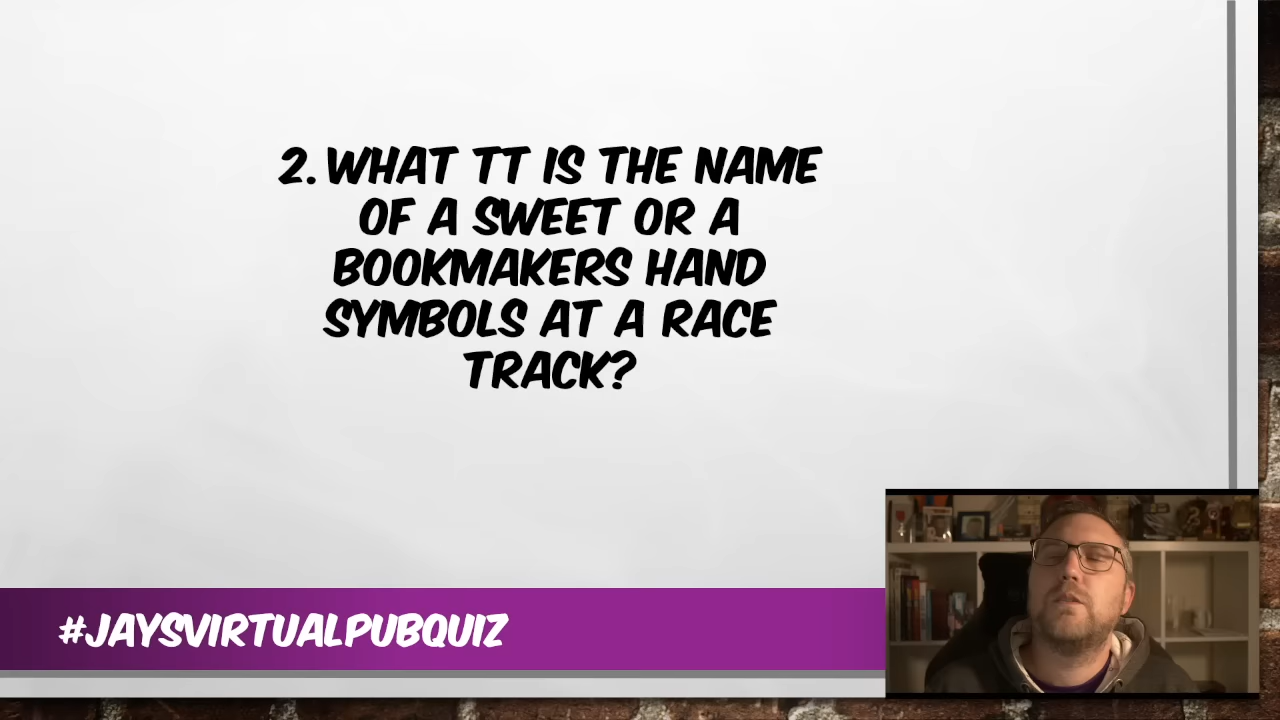 2. WHAT TT IS THE NAME
OF A SWEET OR A
BOOKMAKERS HAND
SYMBOLS AT A RACE
TRACK?
#JAYSVIRTUALPUBQUIZ